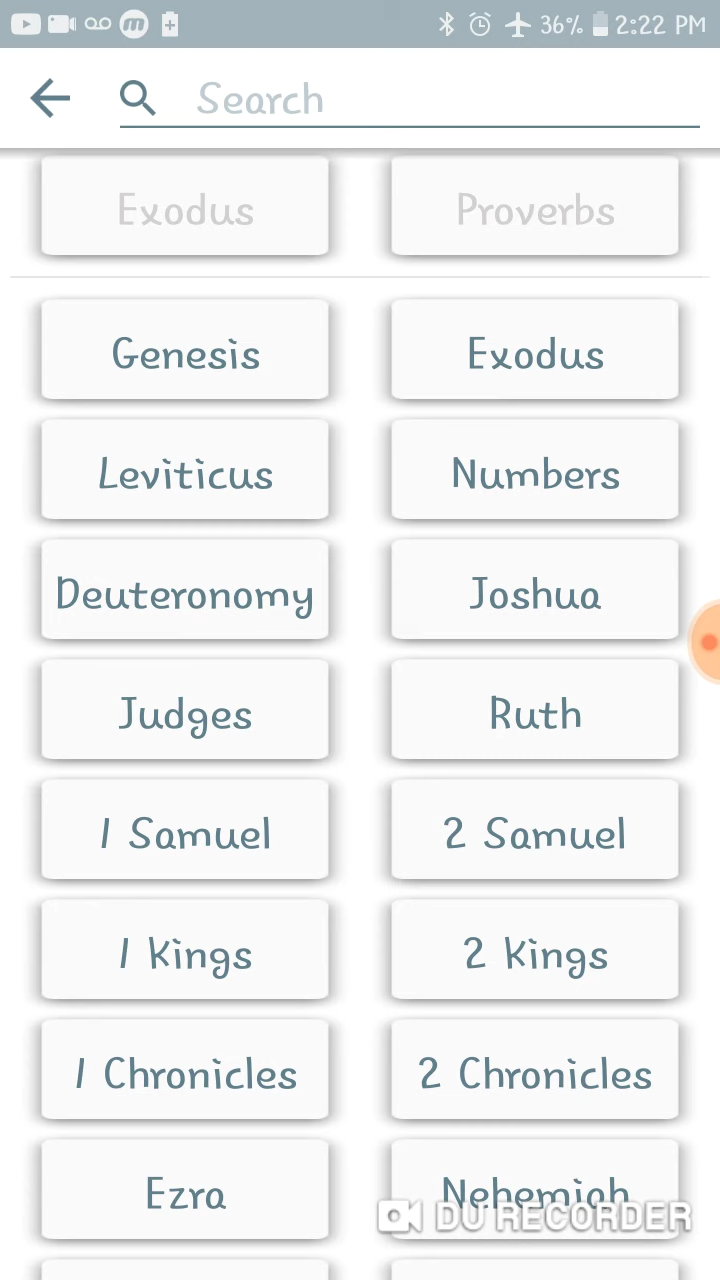 36% 2:22 PM
Search
Exodus Proverbs
Genesis Exodus
Leviticus Numbers
Deuteronomy Joshua
Judges Ruth
1 Samuel 2 Samuel
1 Kings 2 Kings
1 Chronicles 2 Chronicles
Ezra Nehemiah
DU RECORDER